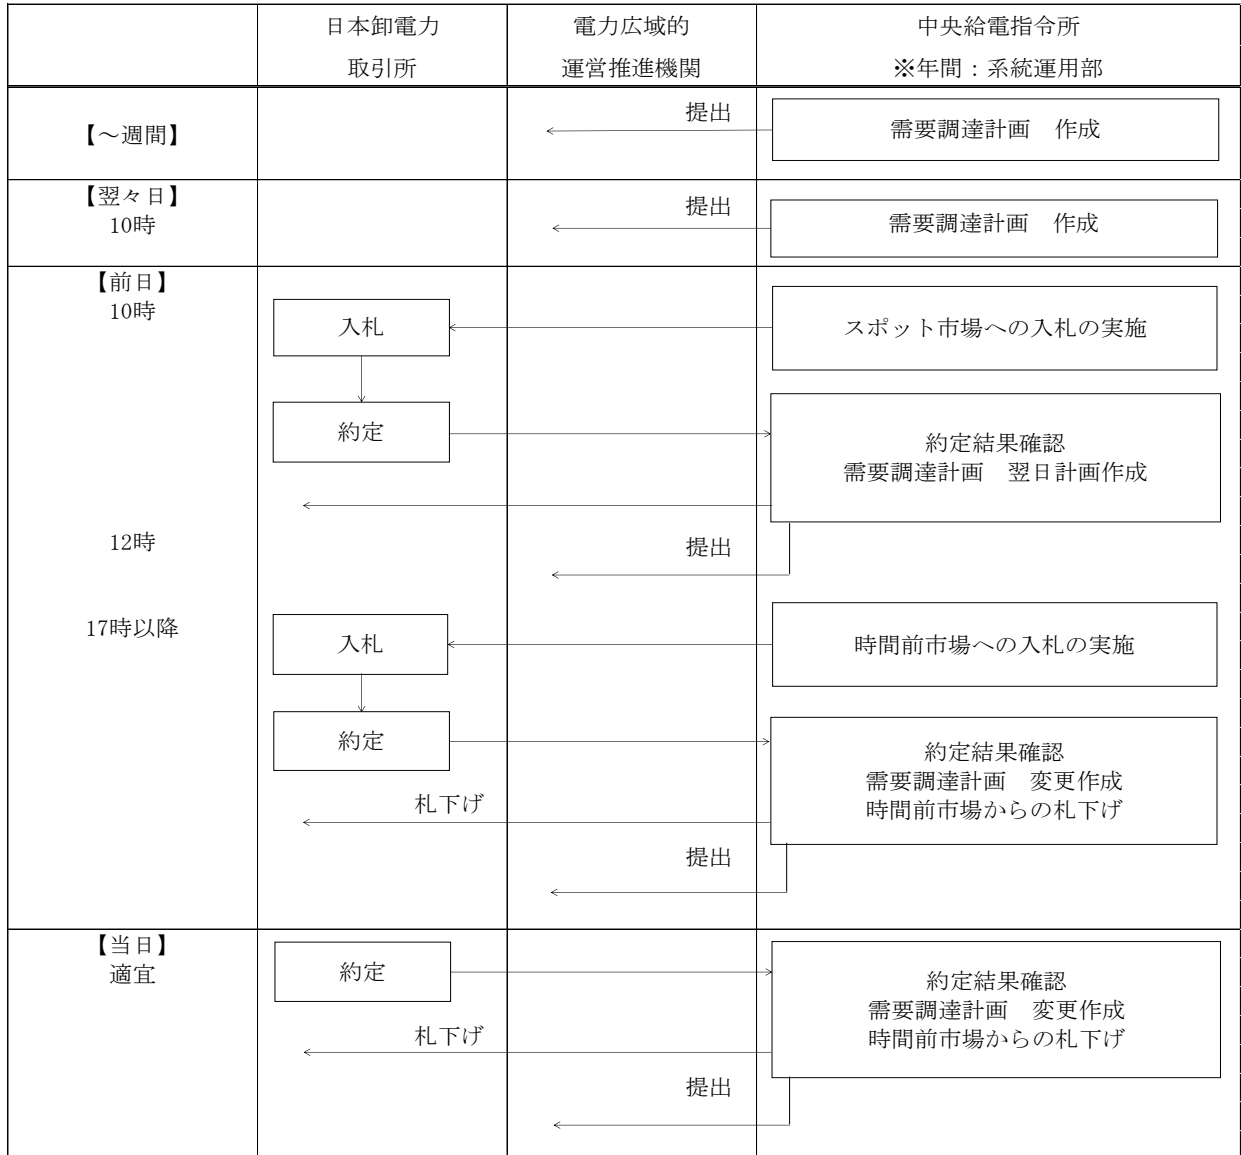 日本卸電力
取引所
電力広域的
運営推進機関
中央給電指令所
※年間：系統運用部
【～週間】
提出
需要調達計画　作成
【翌々日】
10時
提出
需要調達計画　作成
【前日】
10時
入札
スポット市場への入札の実施
約定
約定結果確認
需要調達計画　翌日計画作成
12時
提出
17時以降
入札
時間前市場への入札の実施
約定
約定結果確認
需要調達計画　変更作成
時間前市場からの札下げ
札下げ
提出
【当日】
適宜
約定
約定結果確認
需要調達計画　変更作成
時間前市場からの札下げ
札下げ
提出